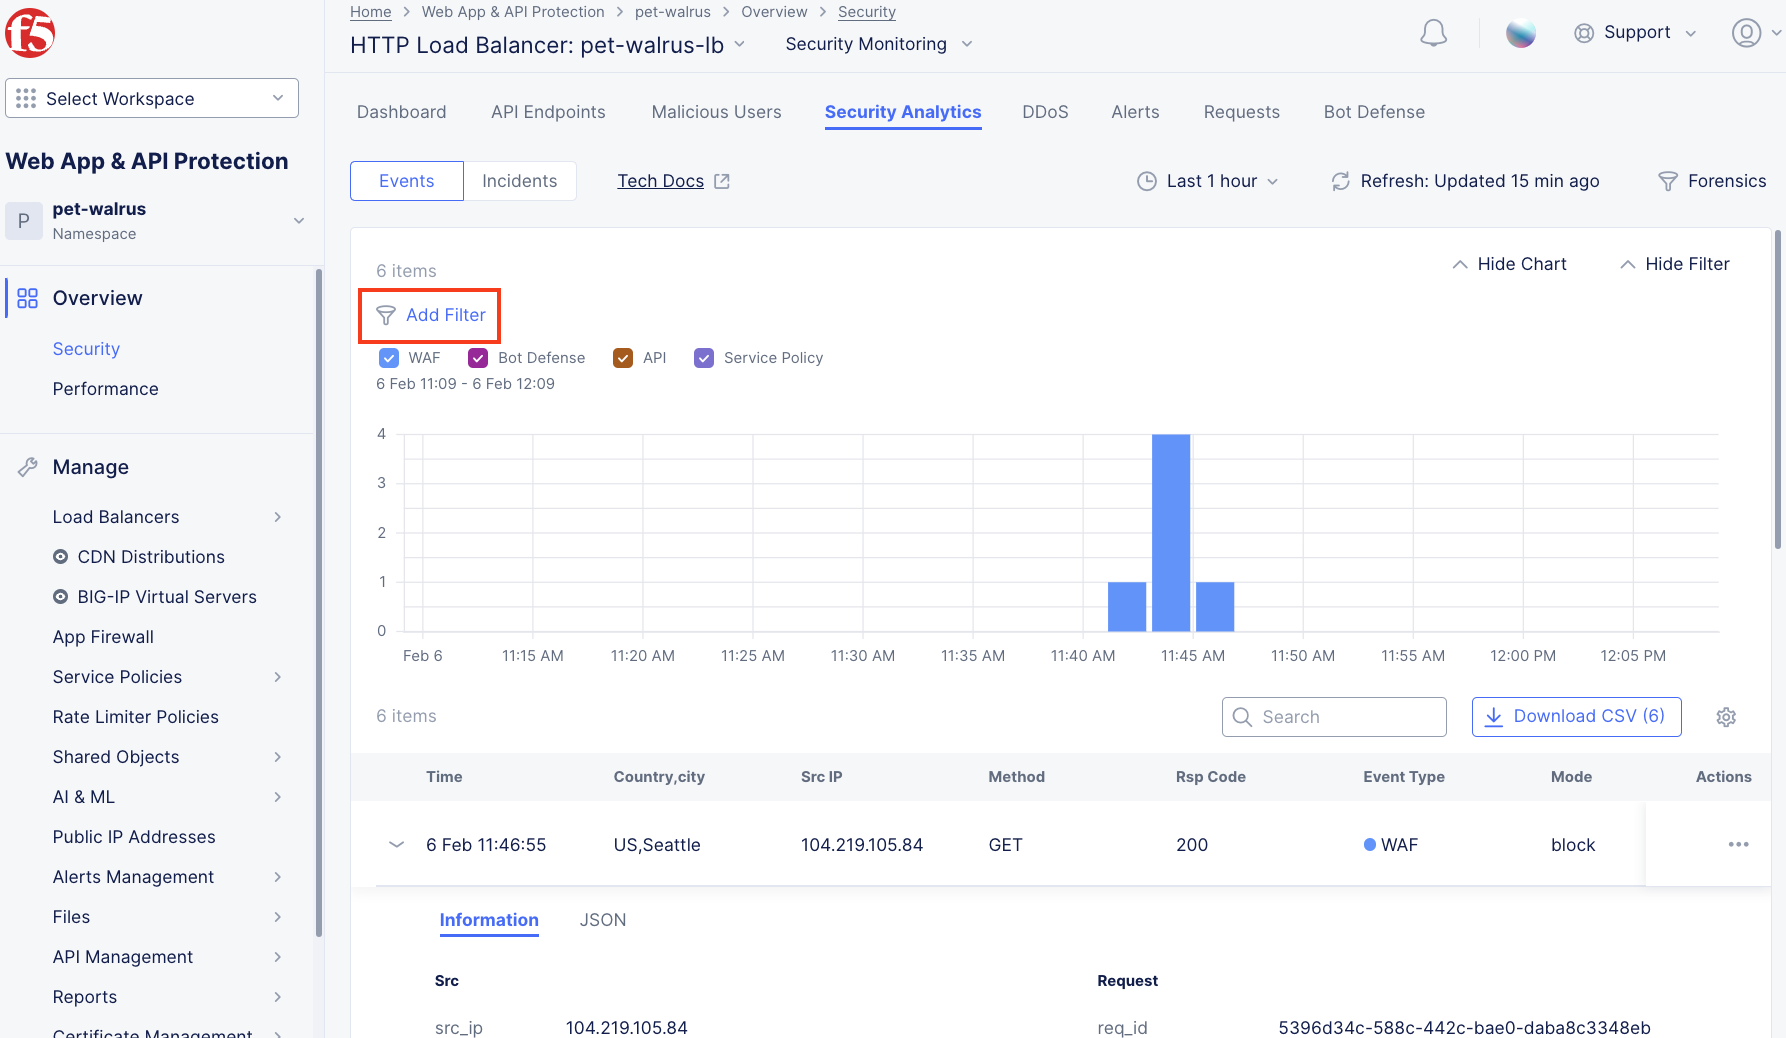 f5
Home > Web App & API Protection > pet-walrus > Overview > Security
HTTP Load Balancer: pet-walrus-lb
Security Monitoring
Support
Select Workspace
Web App & API Protection
P
pet-walrus
Namespace
Overview
Security
Performance
Manage
Load Balancers
CDN Distributions
BIG-IP Virtual Servers
App Firewall
Service Policies
Rate Limiter Policies
Shared Objects
AI & ML
Public IP Addresses
Alerts Management
Files
API Management
Reports
Certificate Management
Dashboard API Endpoints Malicious Users Security Analytics DDoS Alerts Requests Bot Defense
Events Incidents Tech Docs Last 1 hour Refresh: Updated 15 min ago Forensics
6 items
Hide Chart Hide Filter
Add Filter
WAF Bot Defense API Service Policy
6 Feb 11:09 - 6 Feb 12:09
4
3
2
1
0
Feb 6 11:15 AM 11:20 AM 11:25 AM 11:30 AM 11:35 AM 11:40 AM 11:45 AM 11:50 AM 11:55 AM 12:00 PM 12:05 PM
6 items
Search
Download CSV (6)
Time Country,city Src IP Method Rsp Code Event Type Mode Actions
6 Feb 11:46:55 US,Seattle 104.219.105.84 GET 200 WAF block
Information JSON
Src Request
src_ip 104.219.105.84 req_id 5396d34c-588c-442c-bae0-daba8c3348eb